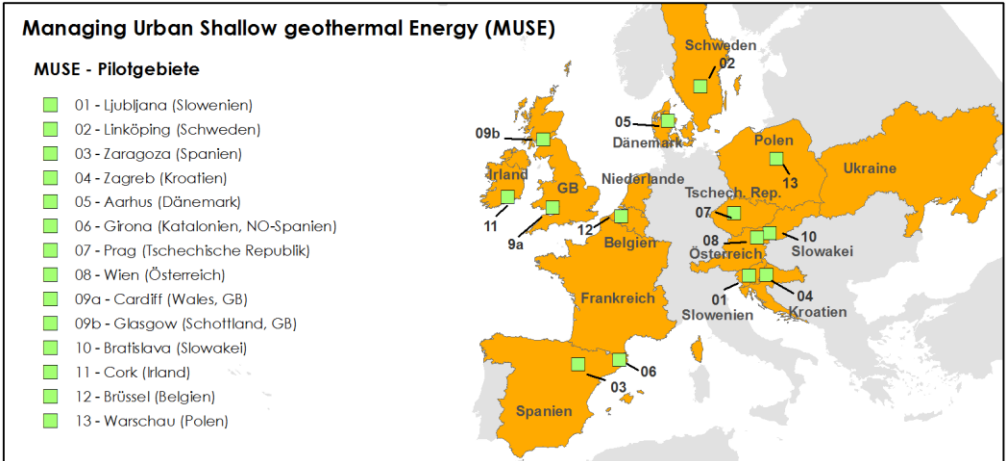 Managing Urban Shallow geothermal Energy (MUSE)
MUSE - Pilotgebiete
01 - Ljubljana (Slowenien)
02 - Linköping (Schweden)
03 - Zaragoza (Spanien)
04 - Zagreb (Kroatien)
05 - Aarhus (Dänemark)
06 - Girona (Katalonien, NO-Spanien)
07 - Prag (Tschechische Republik)
08 - Wien (Österreich)
09a - Cardiff (Wales, GB)
09b - Glasgow (Schottland, GB)
10 - Bratislava (Slowakei)
11 - Cork (Irland)
12 - Brüssel (Belgien)
13 - Warschau (Polen)
Schweden
02
05
Dänemark
09b
Polen
13
Ukraine
Irland
GB
Niederlande
Tschech. Rep.
07
11
9a
12
Belgien
08
Österreich
10
Slowakei
Frankreich
01
Slowenien
04
Kroatien
06
03
Spanien